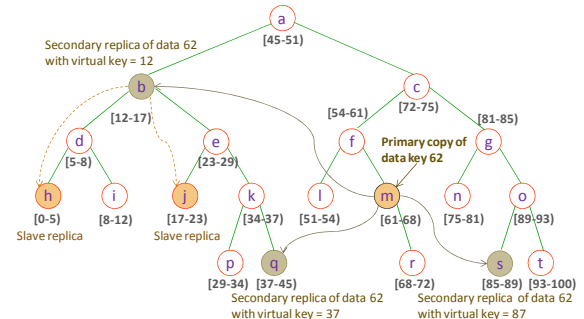 a
[45-51]
Secondary replica of data 62
with virtual key = 12
b
[12-17]
c
[72-75]
[54-61]
[81-85]
d
[5-8]
e
[23-29]
f
Primary copy of
data key 62
g
h
[0-5]
Slave replica
i
[8-12]
j
[17-23]
Slave replica
k
[34-37]
l
[51-54]
m
[61-68]
n
[75-81]
o
[89-93]
p
[29-34]
q
[37-45]
r
[68-72]
s
[85-89]
t
[93-100]
Secondary replica of data 62
with virtual key = 37
Secondary replica of data 62
with virtual key = 87